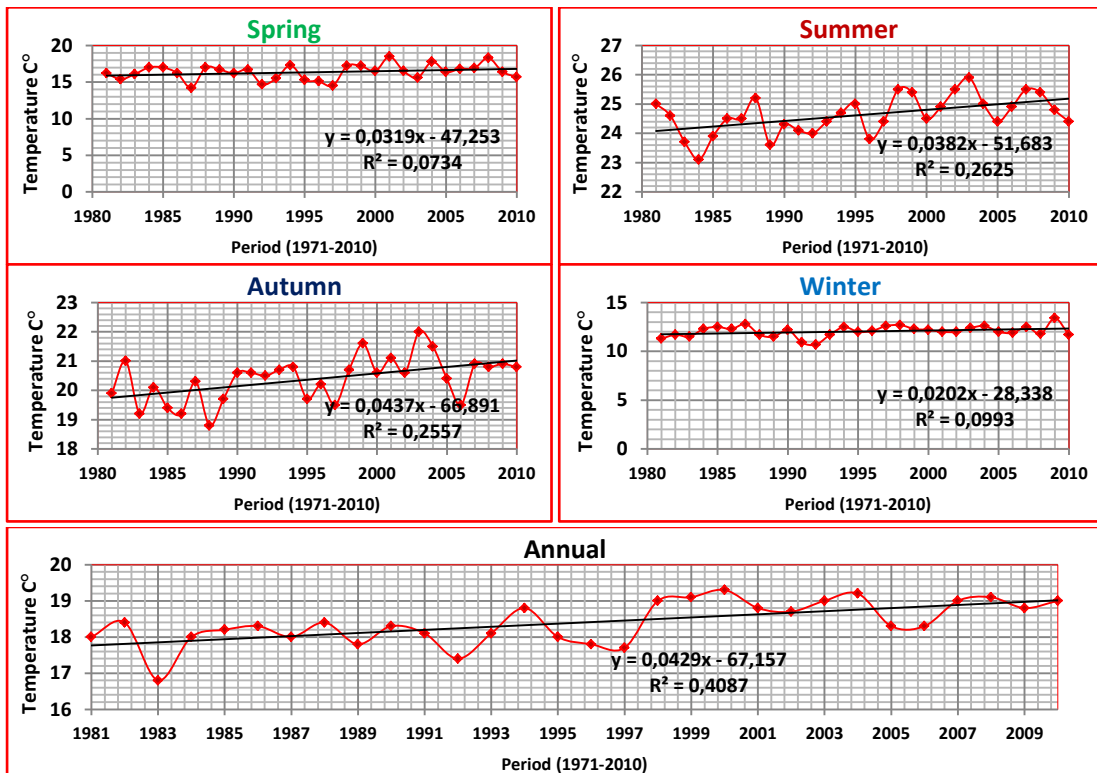 Spring
Temperature C°
20
15
10
5
0
y = 0,0319x - 47,253
R² = 0,0734
1980 1985 1990 1995 2000 2005 2010
Period (1971-2010)
Summer
Temperature C°
27
26
25
24
23
22
y = 0,0382x - 51,683
R² = 0,2625
1980 1985 1990 1995 2000 2005 2010
Period (1971-2010)
Autumn
Temperature C°
23
22
21
20
19
18
y = 0,0437x - 66,891
R² = 0,2557
1980 1985 1990 1995 2000 2005 2010
Period (1971-2010)
Winter
Temperature C°
15
10
5
0
y = 0,0202x - 28,338
R² = 0,0993
1980 1985 1990 1995 2000 2005 2010
Period (1971-2010)
Annual
Temperature C°
20
19
18
17
16
y = 0,0429x - 67,157
R² = 0,4087
1981 1983 1985 1987 1989 1991 1993 1995 1997 1999 2001 2003 2005 2007 2009
Period (1971-2010)